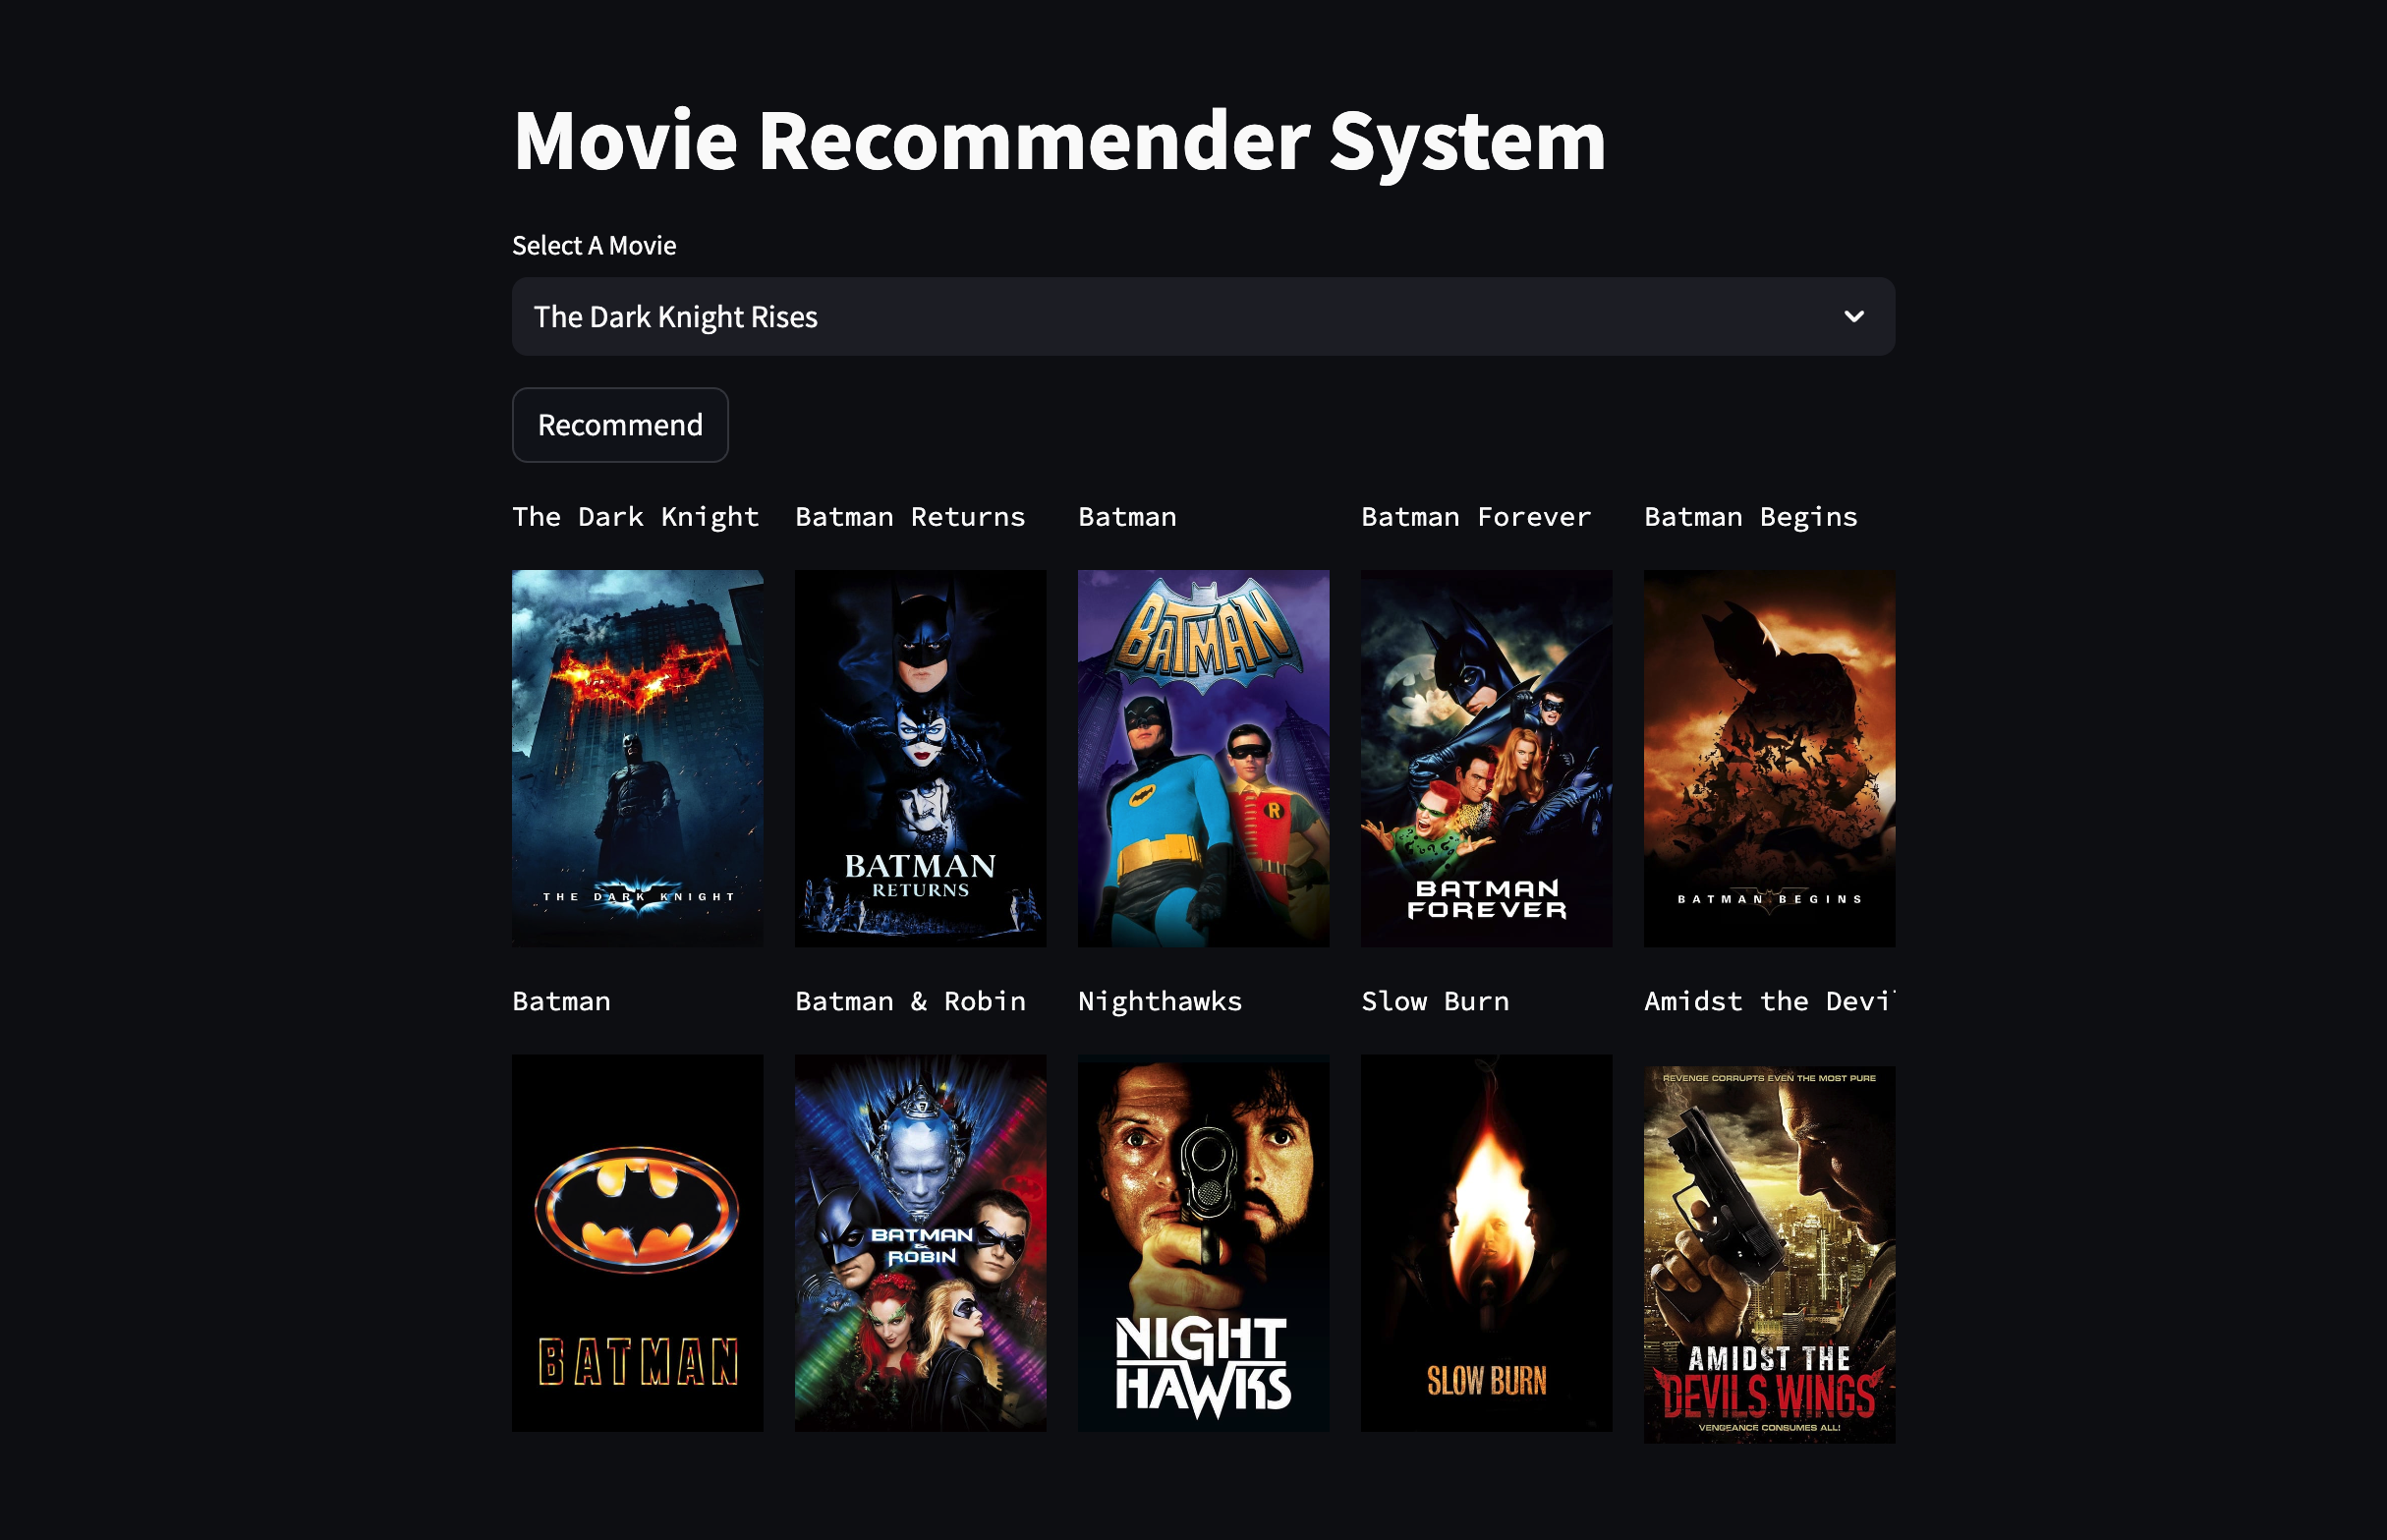 Movie Recommender System
Select A Movie
The Dark Knight Rises
Recommend
The Dark Knight
Batman Returns
Batman
Batman Forever
Batman Begins
THE DARK KNIGHT
BATMAN
RETURNS
BATMAN
R
BATMAN
FOREVER
BATMAN BEGINS
Batman
Batman & Robin
Nighthawks
Slow Burn
Amidst the Devi
BATMAN
BATMAN
&
ROBIN
NIGHT
HAWKS
SLOW BURN
REVENGE CORRUPTS EVEN THE MOST PURE
AMIDST THE
DEVILS WINGS
VENGEANCE CONSUMES ALL!